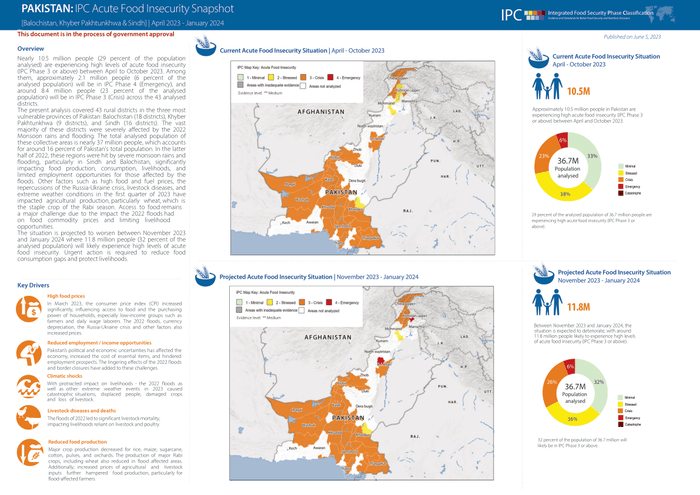 PAKISTAN: IPC Acute Food Insecurity Snapshot
[Balochistan, Khyber Pakhtunkhwa & Sindh] | April 2023 - January 2024
IPC Integrated Food Security Phase Classification
This document is in the process of government approval
Published on June 5, 2023
Overview
Nearly 10.5 million people (29 percent of the population
analysed) are experiencing high levels of acute food insecurity
(IPC Phase 3 or above) between April to October 2023. Among
them, approximately 2.1 million people (6 percent of the
analysed population) will be in IPC Phase 4 (Emergency), and
around 8.4 million people (23 percent of the analysed
population) will be in IPC Phase 3 (Crisis) across the 43 analysed
districts.
The present analysis covered 43 rural districts in the three most
vulnerable provinces of Pakistan: Balochistan (18 districts), Khyber
Pakhtunkhwa (9 districts), and Sindh (16 districts). The vast
majority of these districts were severely affected by the 2022
Monsoon rains and flooding. The total analysed population of
these collective areas is nearly 37 million people, which accounts
for around 16 percent of Pakistan's total population. In the latter
half of 2022, these regions were hit by severe monsoon rains and
flooding, particularly in Sindh and Balochistan, significantly
impacting food production, consumption, livelihoods, and
limited employment opportunities for those affected by the
floods. Other factors such as high food and fuel prices, the
repercussions of the Russia-Ukraine crisis, livestock diseases, and
extreme weather conditions in the first quarter of 2023 have
impacted agricultural production, particularly wheat, which is
the staple crop of the Rabi season. Access to food remains
a major challenge due to the impact the 2022 floods had
on food commodity prices and limiting livelihood
opportunities.
The situation is projected to worsen between November 2023
and January 2024 where 11.8 million people (32 percent of the
analysed population) will likely experience high levels of acute
food insecurity. Urgent action is required to reduce food
consumption gaps and protect livelihoods.
Key Drivers
High food prices
In March 2023, the consumer price index (CPI) increased
significantly, influencing access to food and the purchasing
power of households, especially low-income groups such as
farmers and daily wage laborers. The 2022 floods, currency
depreciation, the Russia-Ukraine crisis and other factors also
increased prices.
Reduced employment / income opportunities
Pakistan's political and economic uncertainties has affected the
economy, increased the cost of essential items, and hindered
employment prospects. The lingering effects of the 2022 floods
and border closures have added to these challenges.
Climatic shocks
With protracted impact on livelihoods - the 2022 floods as
well as other extreme weather events in 2023 caused
catastrophic situations, displaced people, damaged crops
and loss of livestock.
Livestock diseases and deaths
The floods of 2022 led to significant livestock mortality,
impacting livelihoods reliant on livestock and poultry
Reduced food production
Major crop production decreased for rice, maize, sugarcane,
cotton, pulses, and orchards. The production of major Rabi
crops, including wheat also reduced in flood affected areas.
Additionally, increased prices of agricultural and livestock
inputs further hampered food production, particularly for
flood-affected farmers.
Current Acute Food Insecurity Situation | April - October 2023
IPC Map Key: Acute Food Insecurity
1 - Minimal
2 - Stressed
3 - Crisis
4 - Emergency
Areas with inadequate evidence
Areas not analysed
Evidence level: ** Medium
AFGHANISTAN
PAKISTAN
Projected Acute Food Insecurity Situation | November 2023 - January 2024
IPC Map Key: Acute Food Insecurity
1 - Minimal
2 - Stressed
3 - Crisis
4 - Emergency
Areas with inadequate evidence
Areas not analysed
Evidence level: ** Medium
AFGHANISTAN
PAKISTAN
Current Acute Food Insecurity Situation
April - October 2023
10.5M
Approximately 10.5 million people in Pakistan are
experiencing high acute food insecurity (IPC Phase 3
or above) between April and October 2023.
6%
23%
33%
38%
36.7M
Population
analysed
Minimal
Stressed
Crisis
Emergency
Catastrophe
29 percent of the analysed population of 36.7 million people are
experiencing high acute food insecurity (IPC Phase 3 or
above).
Projected Acute Food Insecurity Situation
November 2023 - January 2024
11.8M
Between November 2023 and January 2024, the
situation is expected to deteriorate, with around
11.8 million people likely to experience high levels
of acute food insecurity (IPC Phase 3 or above).
6%
26%
32%
36%
36.7M
Population
analysed
Minimal
Stressed
Crisis
Emergency
Catastrophe
32 percent of the population of 36.7 million will
likely be in IPC Phase 3 or above.